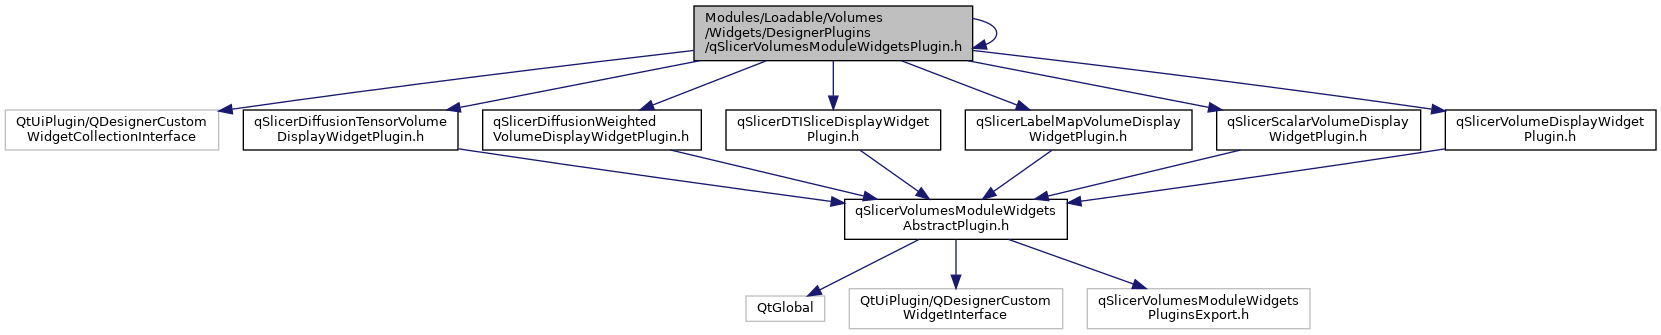 Modules/Loadable/Volumes
/Widgets/DesignerPlugins
/qSlicerVolumesModuleWidgetsPlugin.h
QtUiPlugin/QDesignerCustom
WidgetCollectionInterface
qSlicerDiffusionTensorVolume
DisplayWidgetPlugin.h
qSlicerDiffusionWeighted
VolumeDisplayWidgetPlugin.h
qSlicerDTISliceDisplayWidget
Plugin.h
qSlicerLabelMapVolumeDisplay
WidgetPlugin.h
qSlicerScalarVolumeDisplay
WidgetPlugin.h
qSlicerVolumeDisplayWidget
Plugin.h
qSlicerVolumesModuleWidgets
AbstractPlugin.h
QtGlobal
QtUiPlugin/QDesignerCustom
WidgetInterface
qSlicerVolumesModuleWidgets
PluginsExport.h